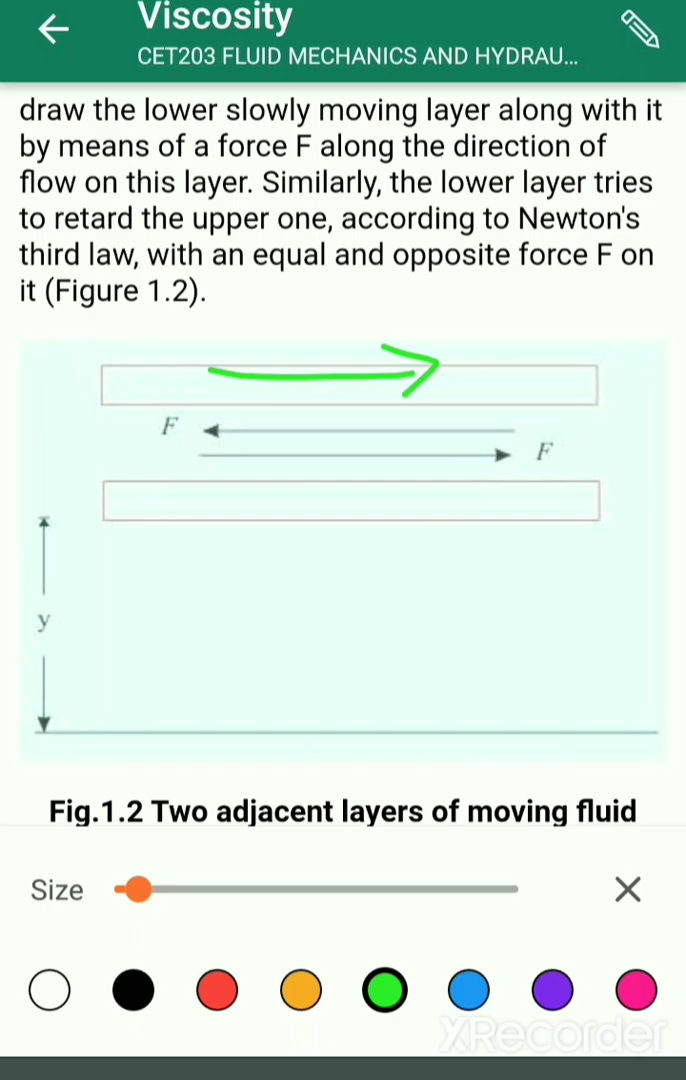 Viscosity
CET203 FLUID MECHANICS AND HYDRAU...
draw the lower slowly moving layer along with it
by means of a force F along the direction of
flow on this layer. Similarly, the lower layer tries
to retard the upper one, according to Newton's
third law, with an equal and opposite force F on
it (Figure 1.2).
F
F
y
Fig.1.2 Two adjacent layers of moving fluid
Size
XRecorder